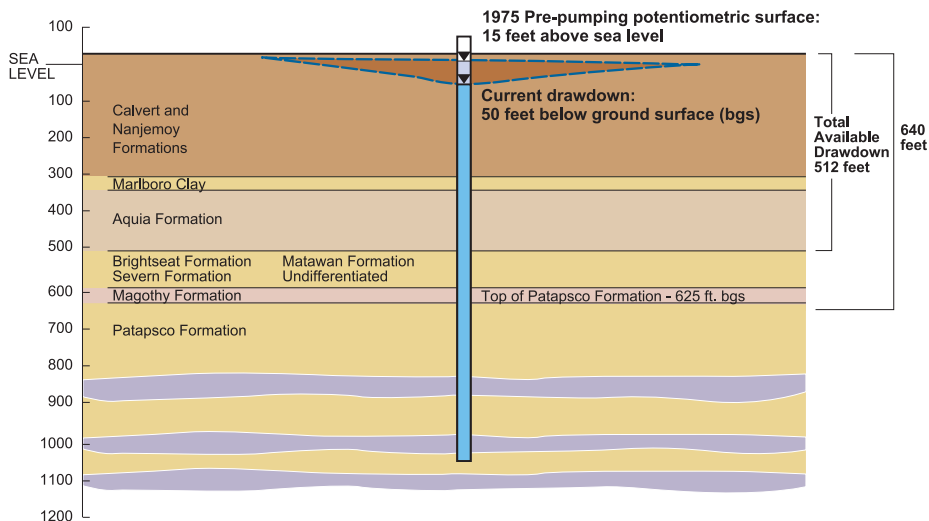 100
SEA
LEVEL
100
200
300
400
500
600
700
800
900
1000
1100
1200
1975 Pre-pumping potentiometric surface:
15 feet above sea level
Current drawdown:
50 feet below ground surface (bgs)
Calvert and
Nanjemoy
Formations
Marlboro Clay
Aquia Formation
Brightseat Formation
Severn Formation
Matawan Formation
Undifferentiated
Magothy Formation
Top of Patapsco Formation - 625 ft. bgs
Patapsco Formation
Total
Available
Drawdown
512 feet
640
feet